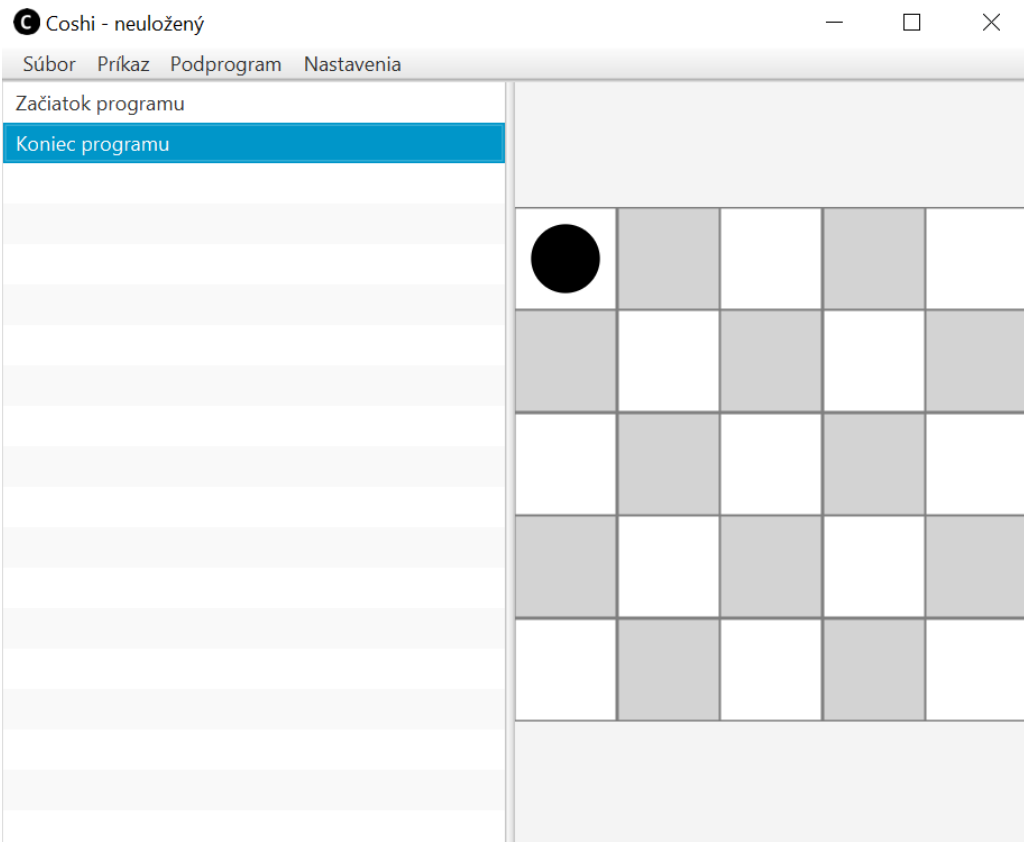 C Coshi - neuložený
Súbor Príkaz Podprogram Nastavenia
Začiatok programu
Koniec programu